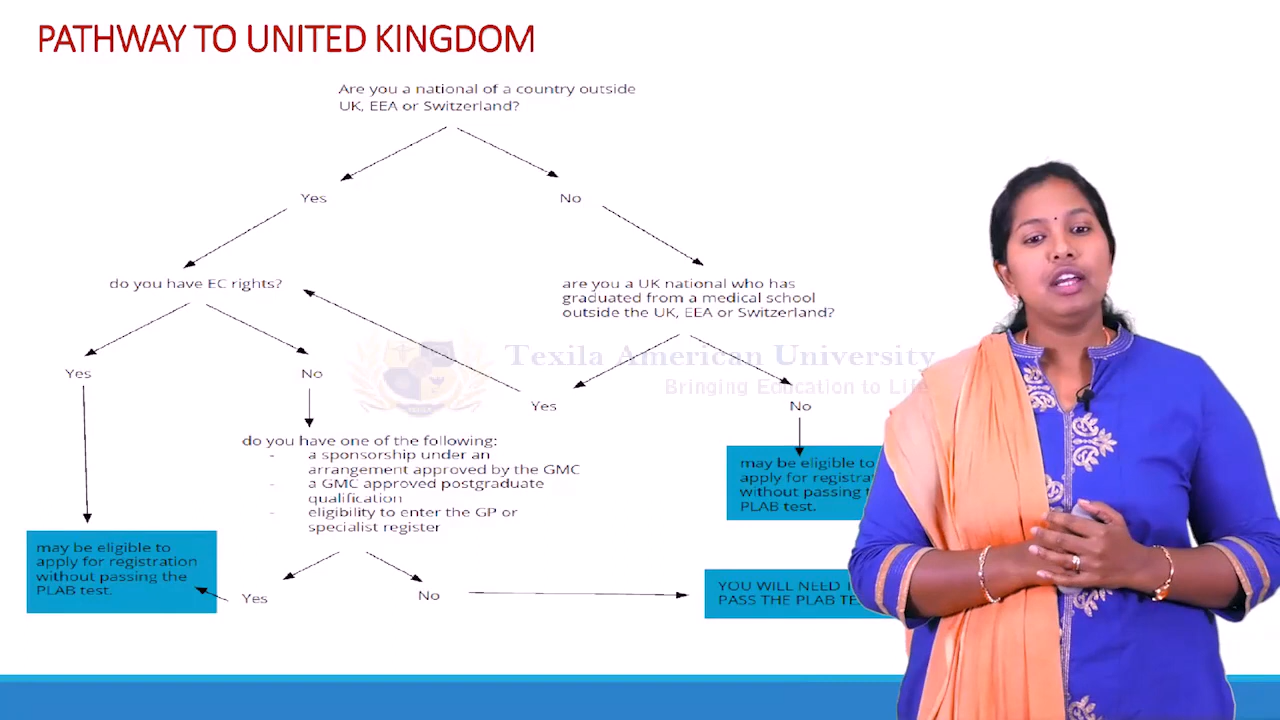 PATHWAY TO UNITED KINGDOM
Are you a national of a country outside
UK, EEA or Switzerland?
Yes
No
do you have EC rights?
are you a UK national who has
graduated from a medical school
outside the UK, EEA or Switzerland?
Texila American University
Bringing Education to Life
TEXILA
Yes
No
Yes
No
do you have one of the following:
- a sponsorship under an
arrangement approved by the GMC
- a GMC approved postgraduate
qualification
- eligibility to enter the GP or
specialist register
may be eligible to
apply for
without passing
PLAB test.
may be eligible to
apply for registration
without passing the
PLAB test.
Yes
No
YOU WILL NEED
PASS THE PLAB